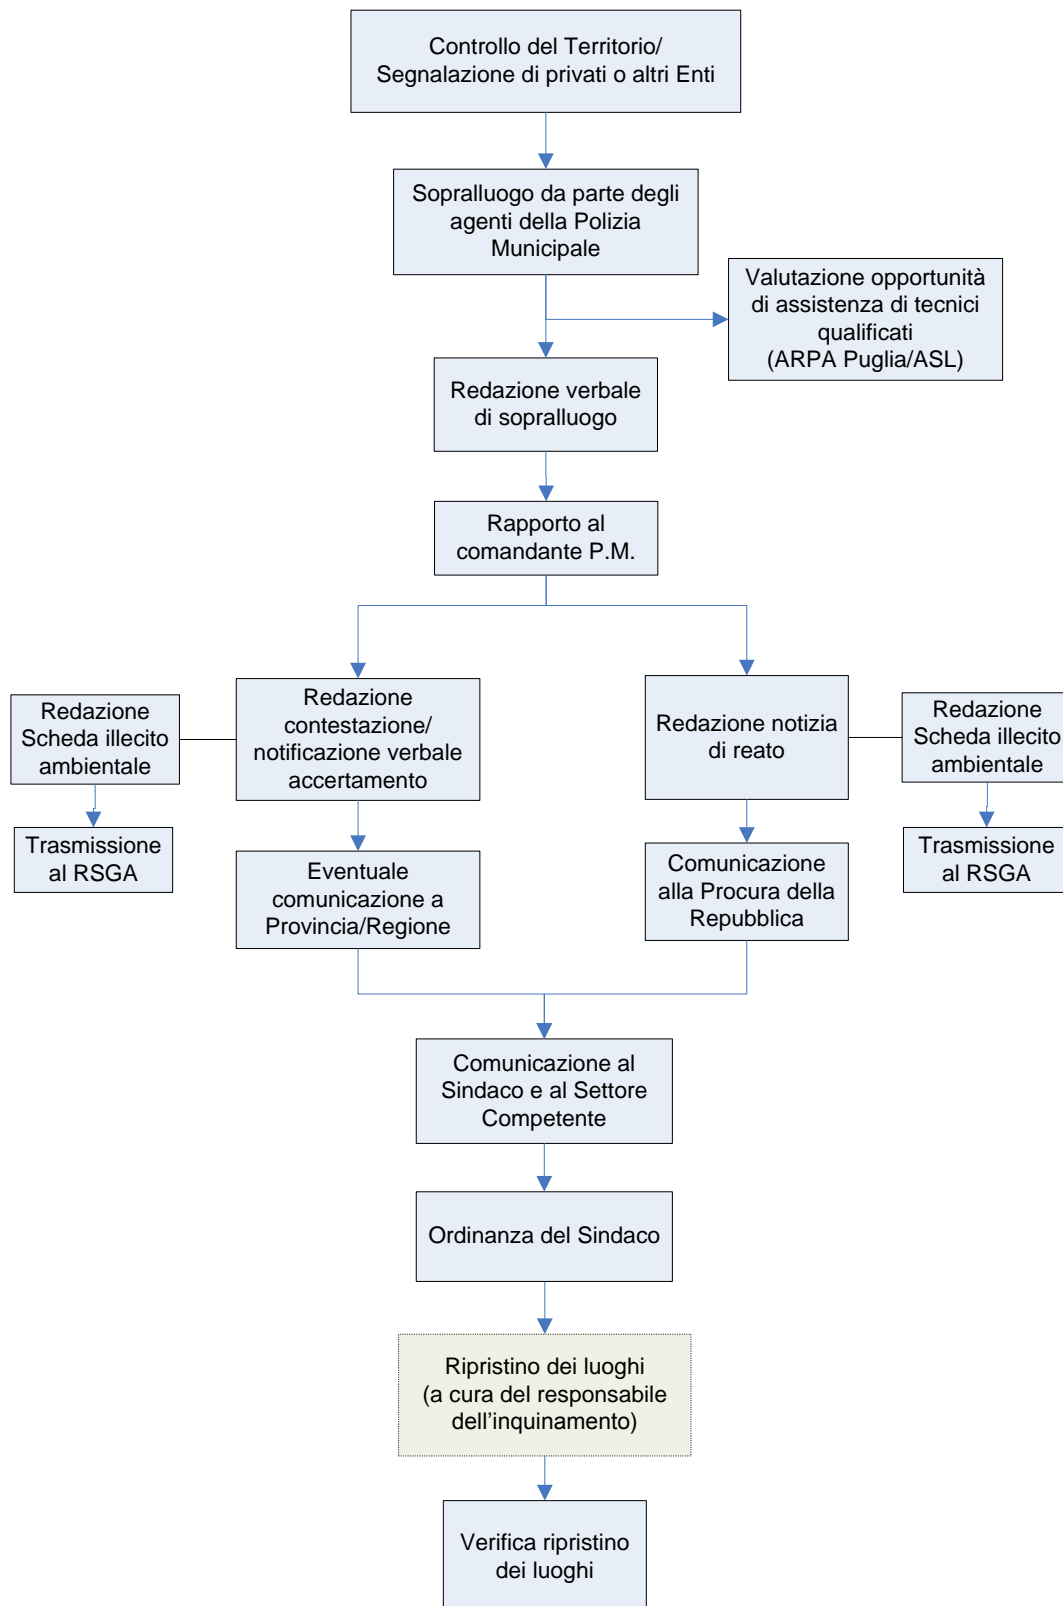 Controllo del Territorio/
Segnalazione di privati o altri Enti
Sopralluogo da parte degli
agenti della Polizia
Municipale
Valutazione opportunità
di assistenza di tecnici
qualificati
(ARPA Puglia/ASL)
Redazione verbale
di sopralluogo
Rapporto al
comandante P.M.
Redazione
Scheda illecito
ambientale
Redazione
contestazione/
notificazione verbale
accertamento
Redazione notizia
di reato
Redazione
Scheda illecito
ambientale
Trasmissione
al RSGA
Eventuale
comunicazione a
Provincia/Regione
Comunicazione
alla Procura della
Repubblica
Trasmissione
al RSGA
Comunicazione al
Sindaco e al Settore
Competente
Ordinanza del Sindaco
Ripristino dei luoghi
(a cura del responsabile
dell’inquinamento)
Verifica ripristino
dei luoghi